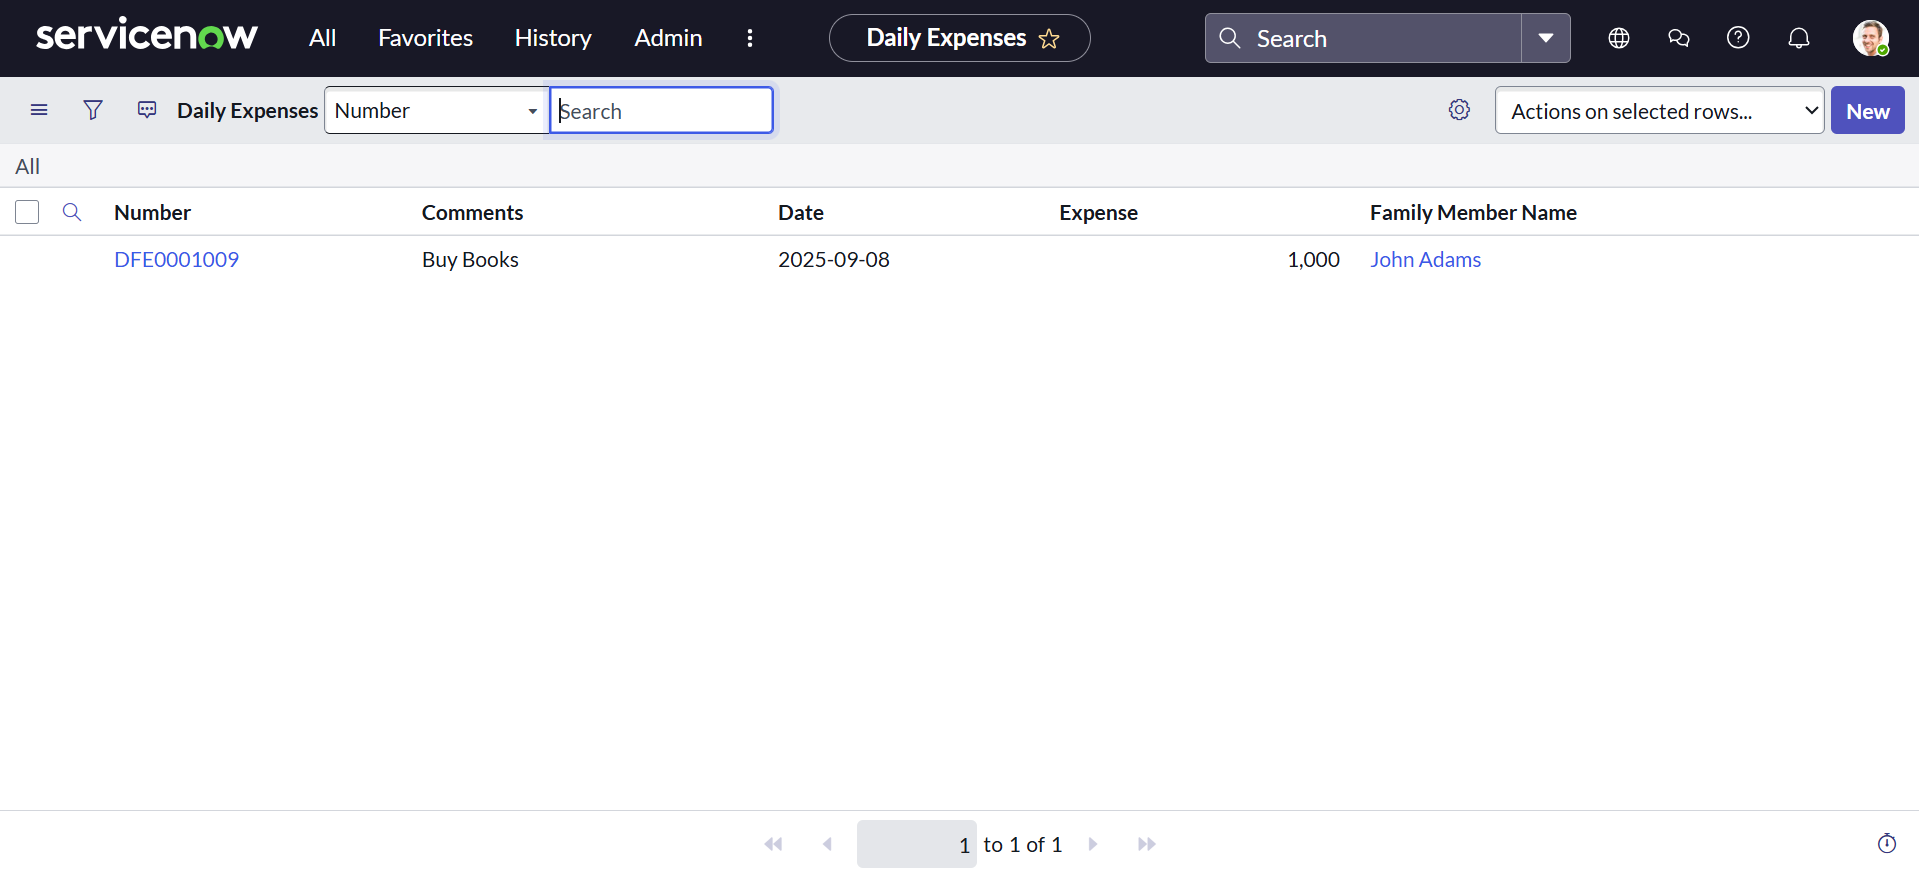 servicenow All Favorites History Admin Daily Expenses Search
Daily Expenses Number Search Actions on selected rows... New
All
Number Comments Date Expense Family Member Name
DFE0001009 Buy Books 2025-09-08 1,000 John Adams
1 to 1 of 1